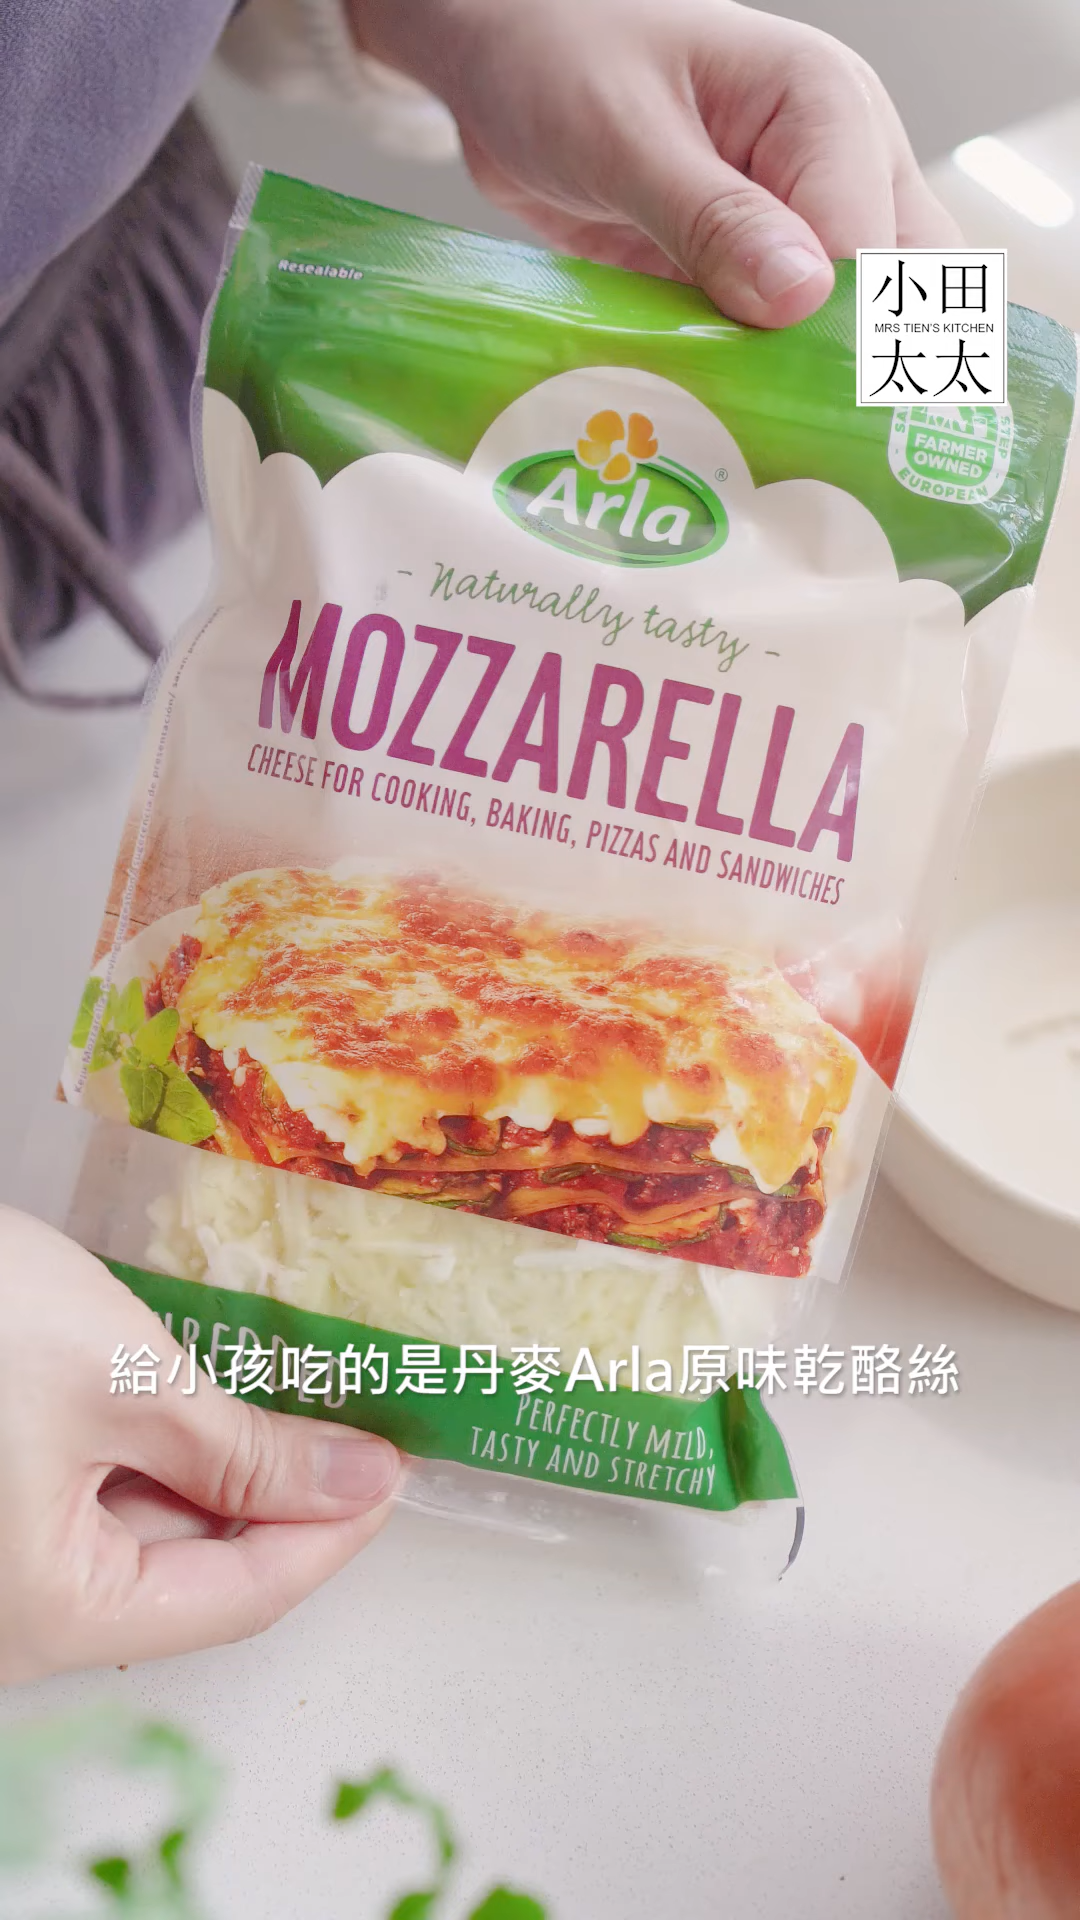 Resealable
小田
MRS TIEN'S KITCHEN
太太
FARMER
OWNED
EUROPEAN
STEP
Arla®
- Naturally tasty -
MOZZARELLA
CHEESE FOR COOKING, BAKING, PIZZAS AND SANDWICHES
給小孩吃的是丹麥Arla原味乾酪絲
PERFECTLY MILD,
TASTY AND STRETCHY